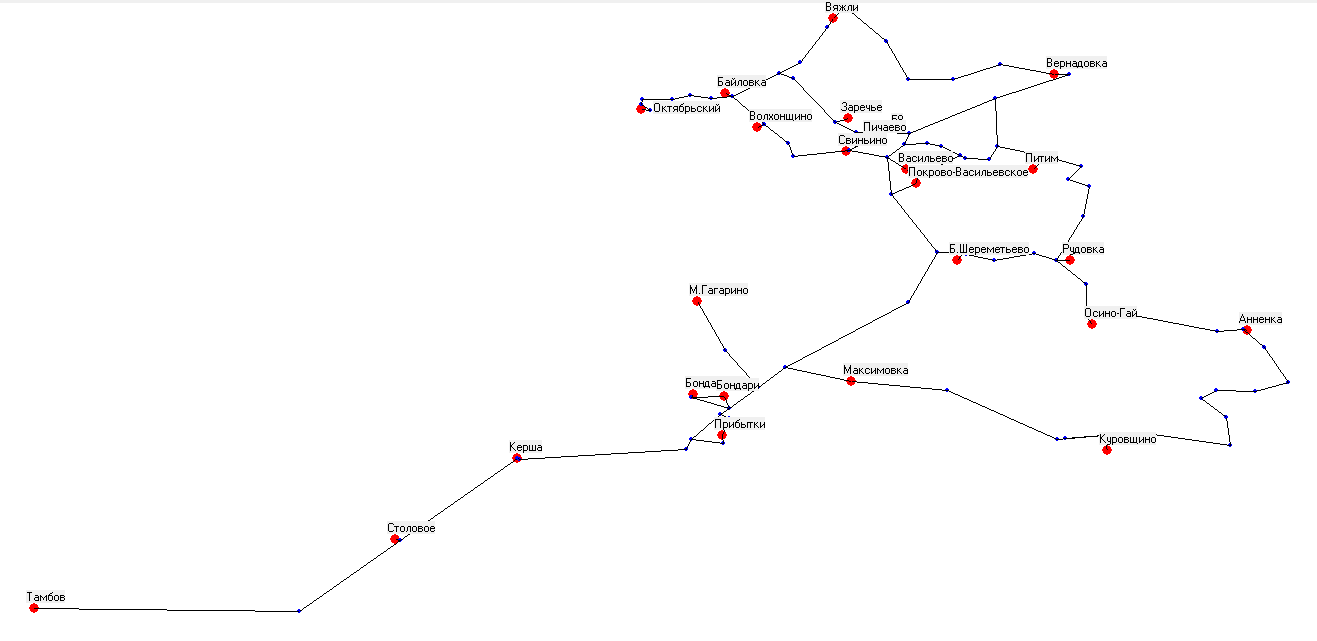 Вяжли
Вернадовка
Байловка
Октябрьский
Заречье
Волхонщино
Пичаево
Свиньино
Васильево
Питим
Покрово-Васильевское
Б.Шереметьево
Рудовка
М.Гагарино
Осино-Гай
Анненка
Максимовка
Бонда
Бондари
Прибытки
Куровщино
Керша
Столовое
Тамбов